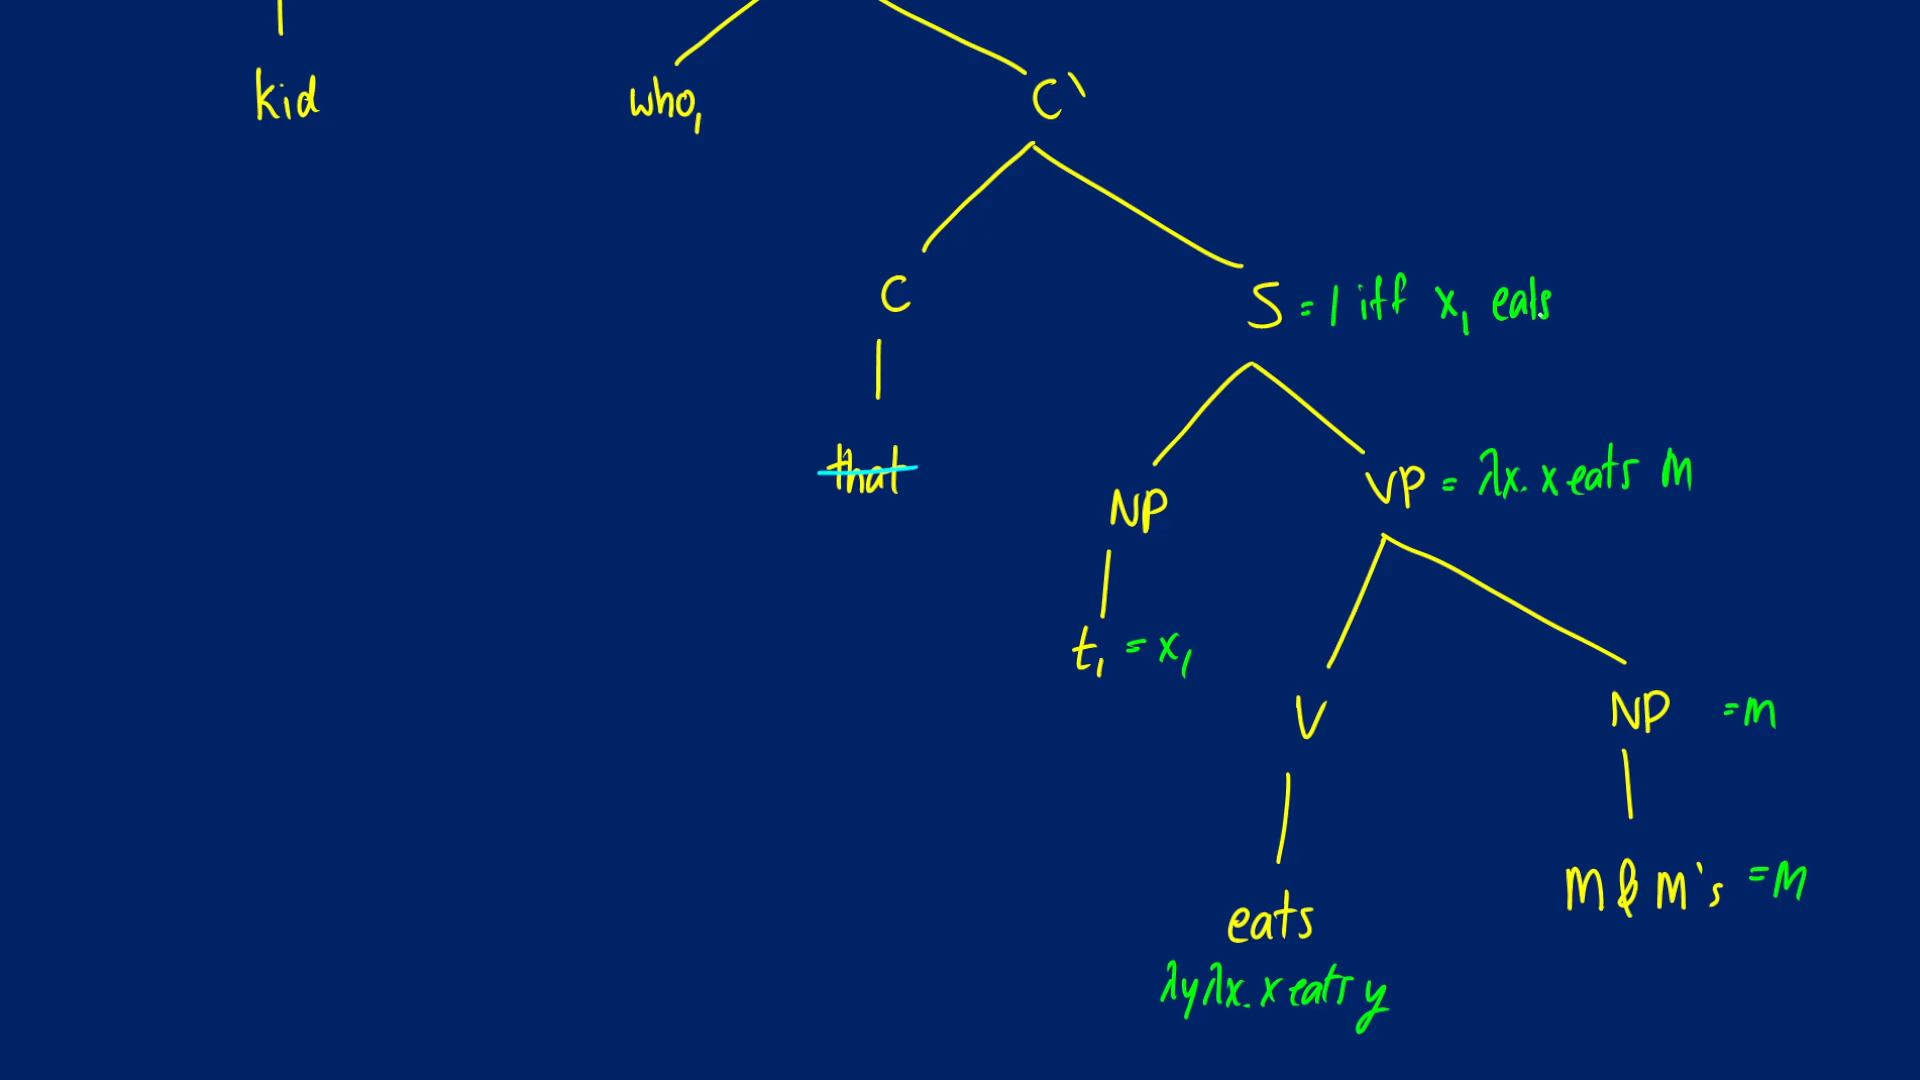 kid
who₁
C`
C
S = 1 iff x₁ eats
that
NP
VP = λx. x eats M
t₁ = x₁
V
NP = m
eats
m & m's = M
λyλx. x eats y